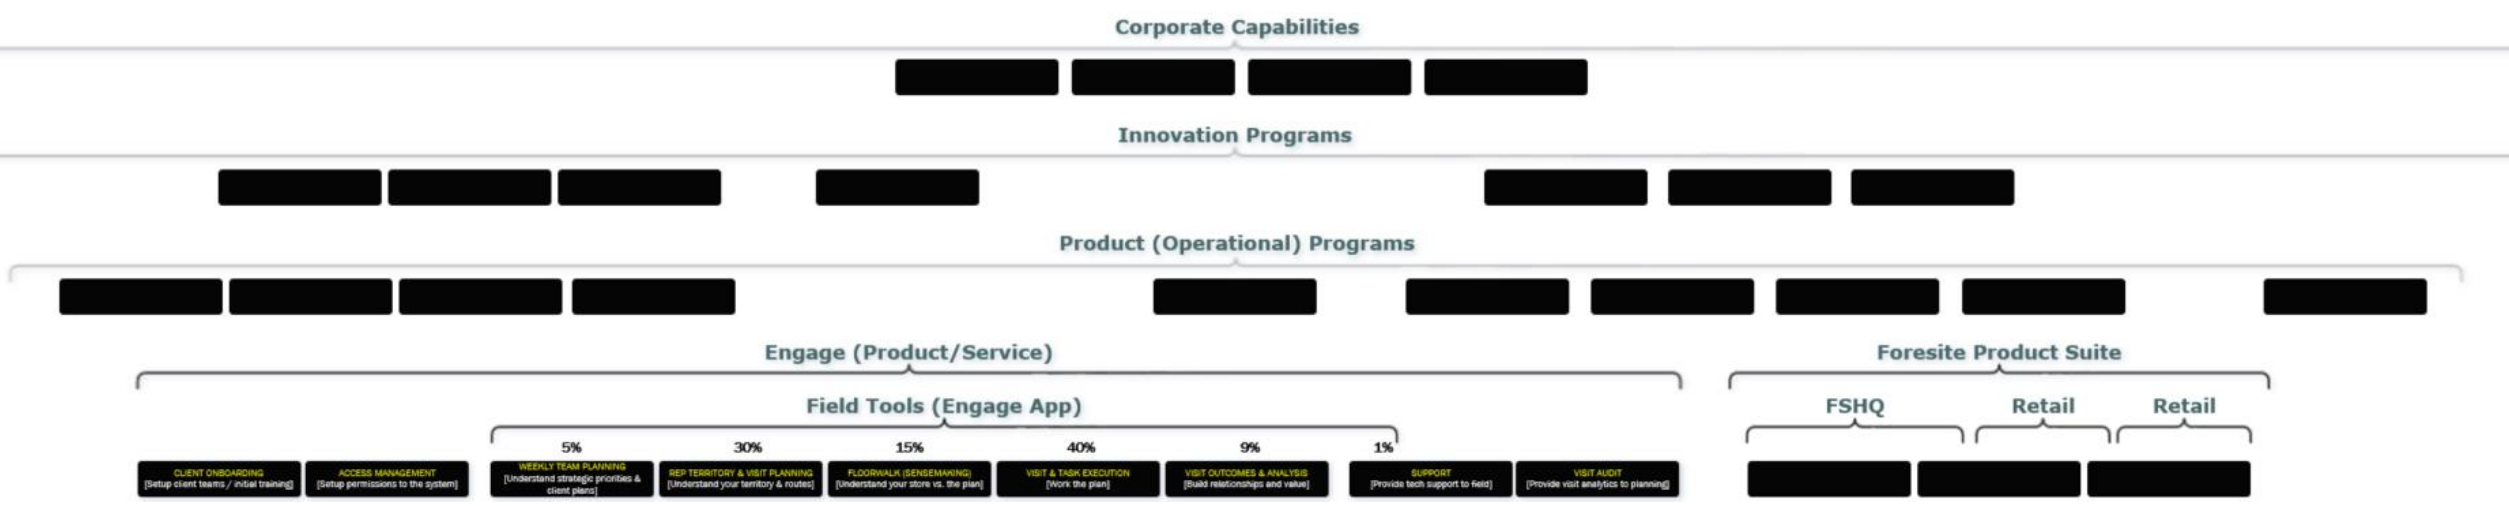 Corporate Capabilities
Innovation Programs
Product (Operational) Programs
Engage (Product/Service)
Foresite Product Suite
Field Tools (Engage App)
FSHQ
Retail
Retail
5%
30%
15%
40%
9%
1%
CLIENT ONBOARDING
[Setup client teams / initial training]
ACCESS MANAGEMENT
[Setup permissions to the system]
WEEKLY TEAM PLANNING
[Understand strategic priorities &
client plans]
REP TERRITORY & VISIT PLANNING
[Understand your territory & routes]
FLOORWALK (SENSEMAKING)
[Understand your store vs. the plan]
VISIT & TASK EXECUTION
[Work the plan]
VISIT OUTCOMES & ANALYSIS
[Build relationships and value]
SUPPORT
[Provide tech support to field]
VISIT AUDIT
[Provide visit analytics to planning]